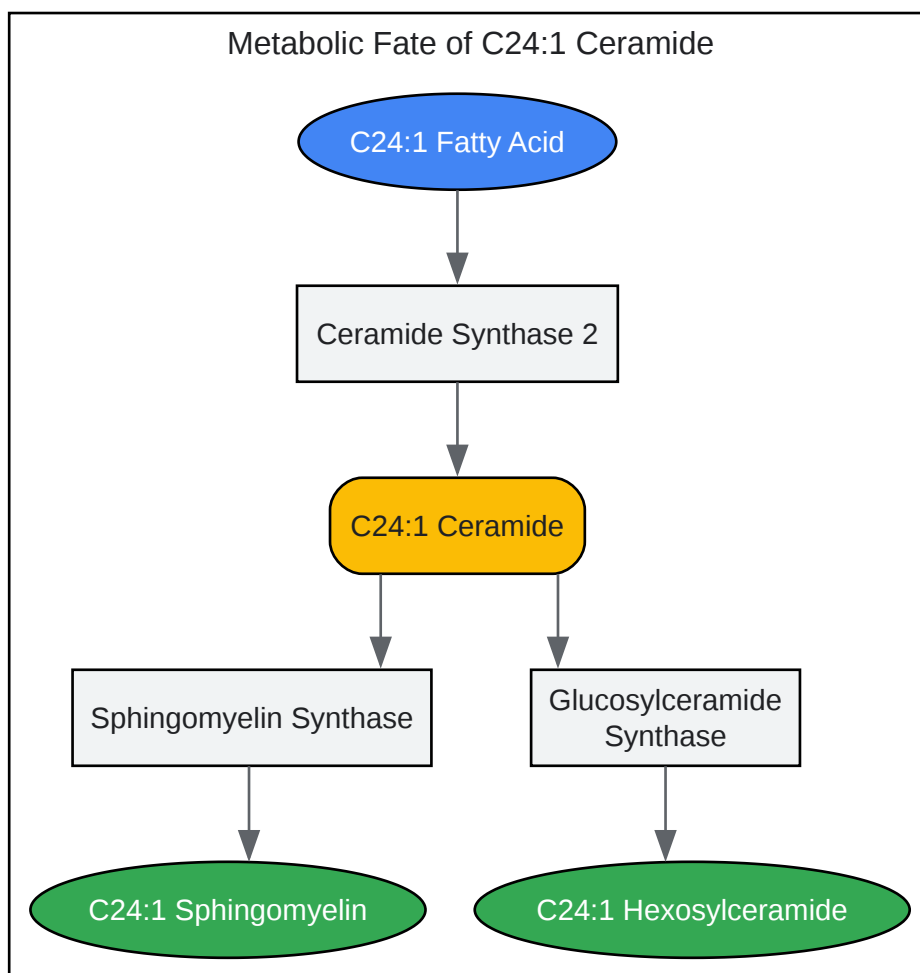 Metabolic Fate of C24:1 Ceramide
C24:1 Fatty Acid
Ceramide Synthase 2
C24:1 Ceramide
Sphingomyelin Synthase
Glucosylceramide
Synthase
C24:1 Sphingomyelin
C24:1 Hexosylceramide